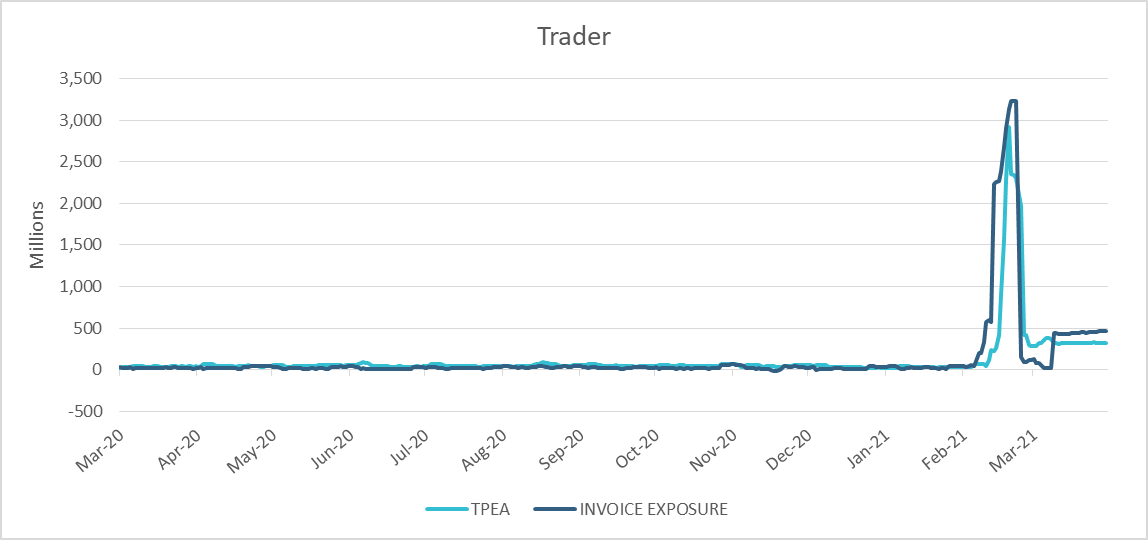 Trader
3,500
3,000
2,500
2,000
1,500
1,000
500
0
-500
Millions
Mar-20
Apr-20
May-20
Jun-20
Jul-20
Aug-20
Sep-20
Oct-20
Nov-20
Dec-20
Jan-21
Feb-21
Mar-21
TPEA
INVOICE EXPOSURE